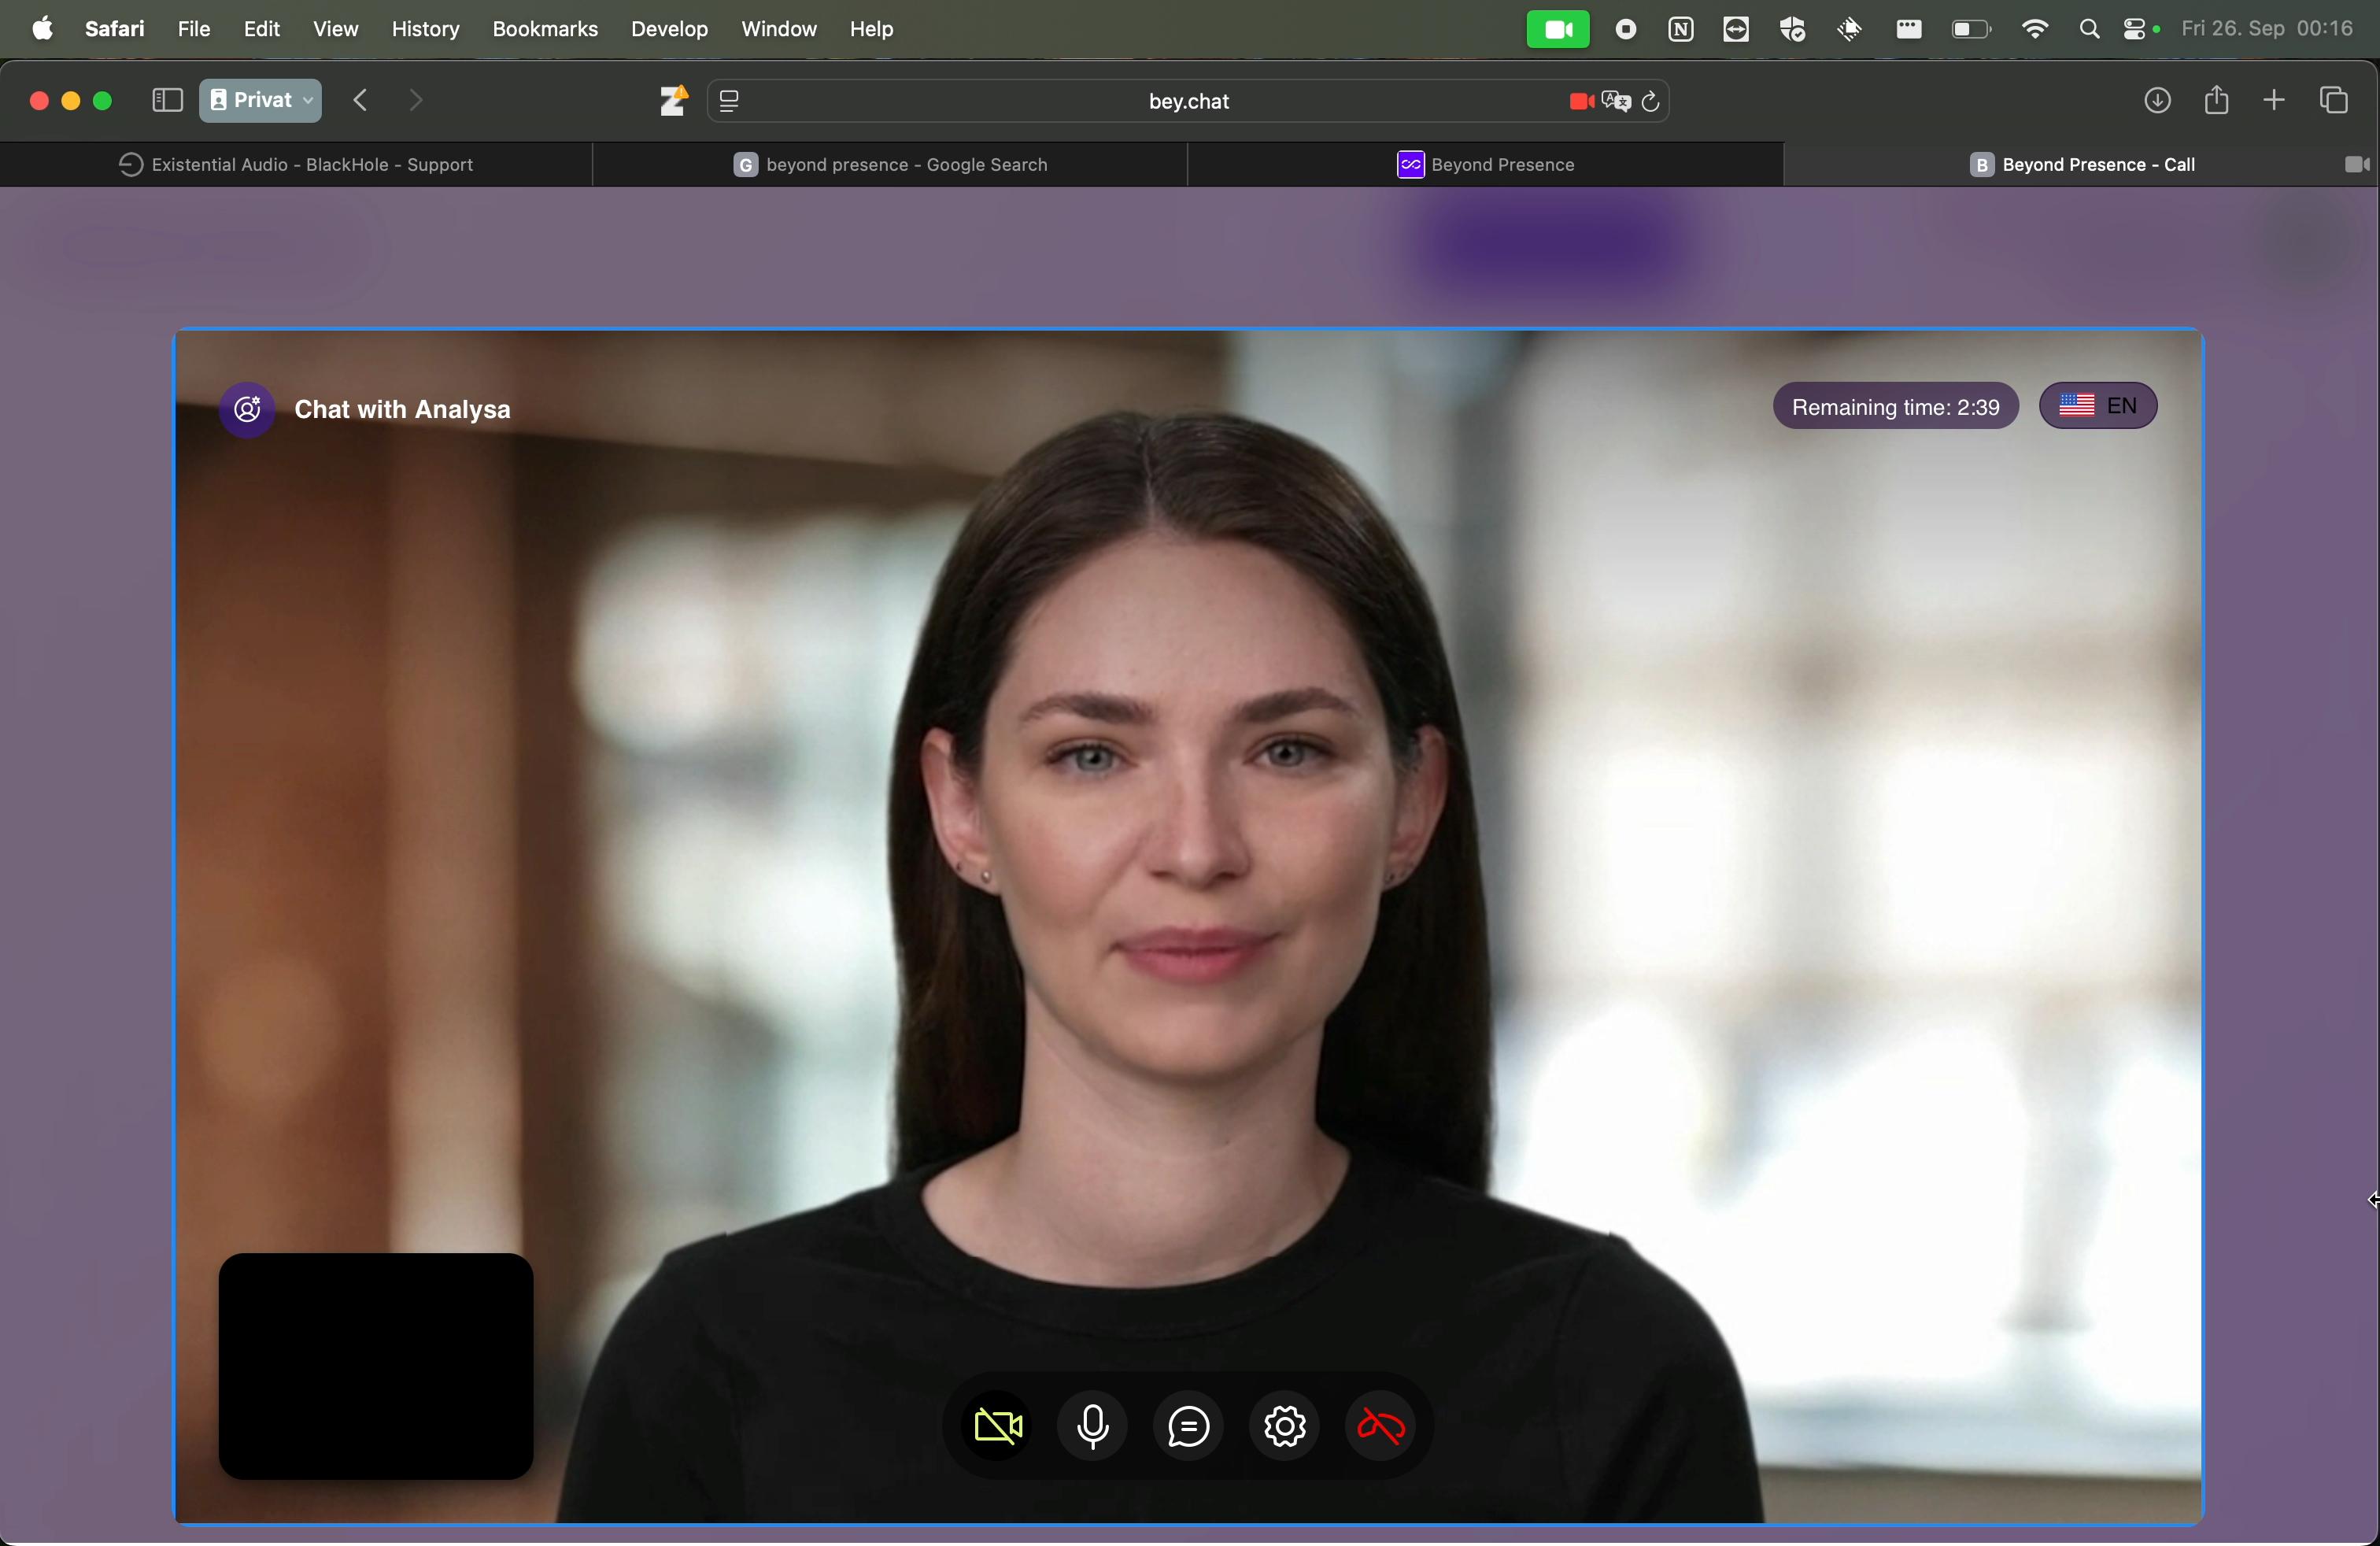 Safari File Edit View History Bookmarks Develop Window Help Fri 26. Sep 00:16
Privat bey.chat
Existential Audio - BlackHole - Support G beyond presence - Google Search Beyond Presence B Beyond Presence - Call
Chat with Analysa Remaining time: 2:39 EN